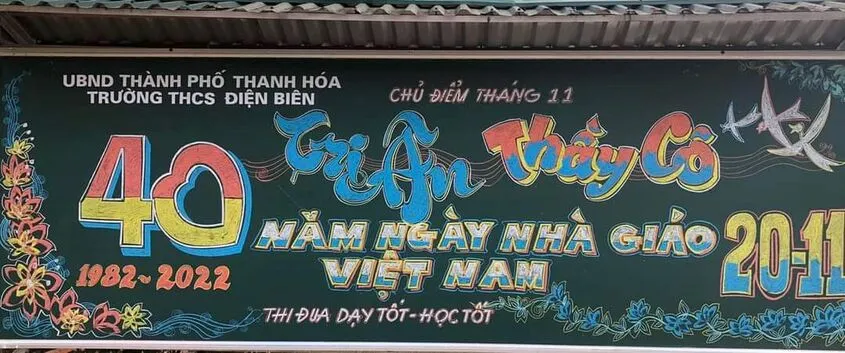 UBND THÀNH PHỐ THANH HÓA
TRƯỜNG THCS ĐIỆN BIÊN
CHỦ ĐIỂM THÁNG 11
Tri Ân Thầy Cô
40 NĂM NGÀY NHÀ GIÁO 20-11
VIỆT NAM
1982~2022
THI ĐUA DẠY TỐT - HỌC TỐT